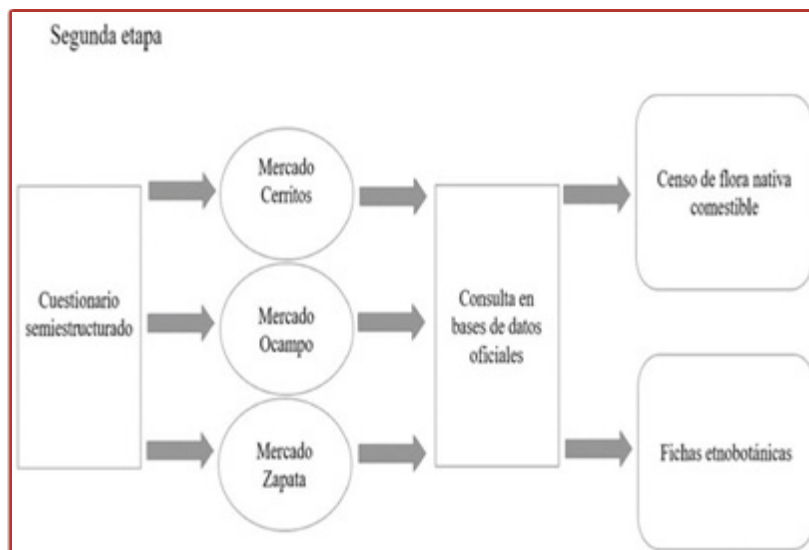 Segunda etapa
Cuestionario
semiestructurado
Mercado
Cerritos
Mercado
Ocampo
Mercado
Zapata
Consulta en
bases de datos
oficiales
Censo de flora nativa
comestible
Fichas etnobotánicas